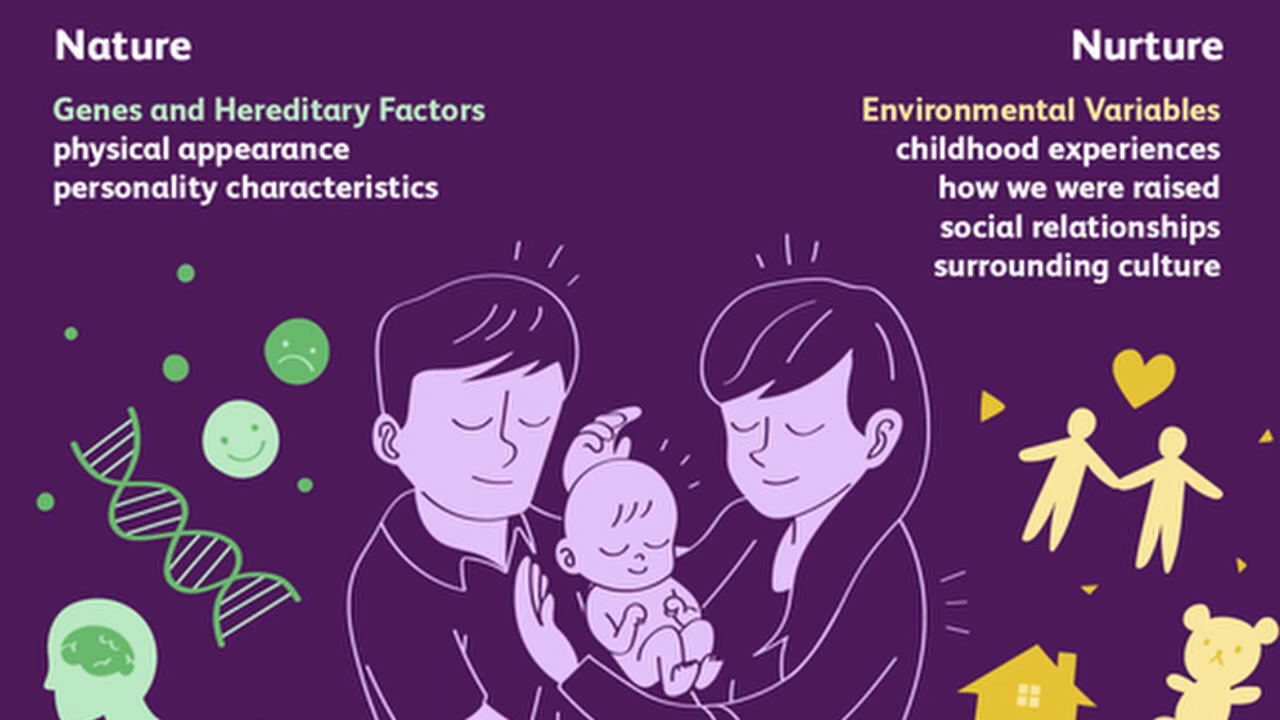 Nature
Genes and Hereditary Factors
physical appearance
personality characteristics
Nurture
Environmental Variables
childhood experiences
how we were raised
social relationships
surrounding culture